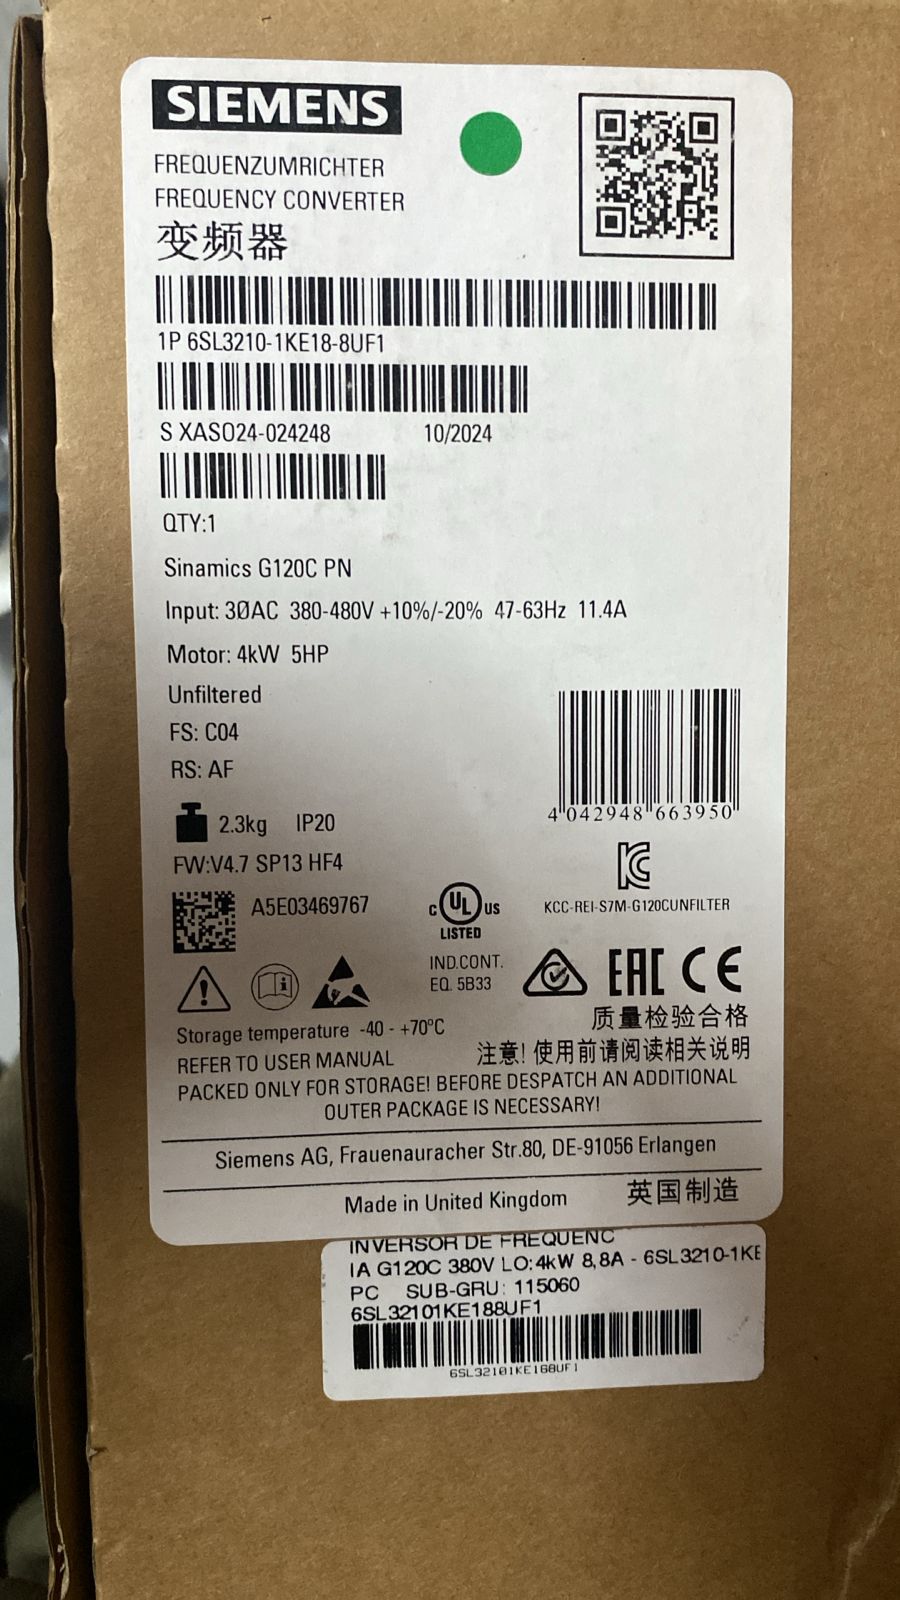 SIEMENS
FREQUENZUMRICHTER
FREQUENCY CONVERTER
变频器
1P 6SL3210-1KE18-8UF1
S XASO24-024248 10/2024
QTY:1
Sinamics G120C PN
Input: 3ØAC 380-480V +10%/-20% 47-63Hz 11.4A
Motor: 4kW 5HP
Unfiltered
FS: C04
RS: AF
4 042948 663950
2.3kg IP20
FW:V4.7 SP13 HF4
A5E03469767
C UL US
LISTED
KCC-REI-S7M-G120CUNFILTER
IND.CONT.
EQ. 5B33
EAC CE
质量检验合格
Storage temperature -40 - +70°C
注意! 使用前请阅读相关说明
REFER TO USER MANUAL
PACKED ONLY FOR STORAGE! BEFORE DESPATCH AN ADDITIONAL
OUTER PACKAGE IS NECESSARY!
Siemens AG, Frauenauracher Str.80, DE-91056 Erlangen
Made in United Kingdom 英国制造
INVERSOR DE FREQUENC
IA G120C 380V LO:4kW 8,8A - 6SL3210-1KE
PC SUB-GRU: 115060
6SL32101KE188UF1
6SL32101KE188UF1